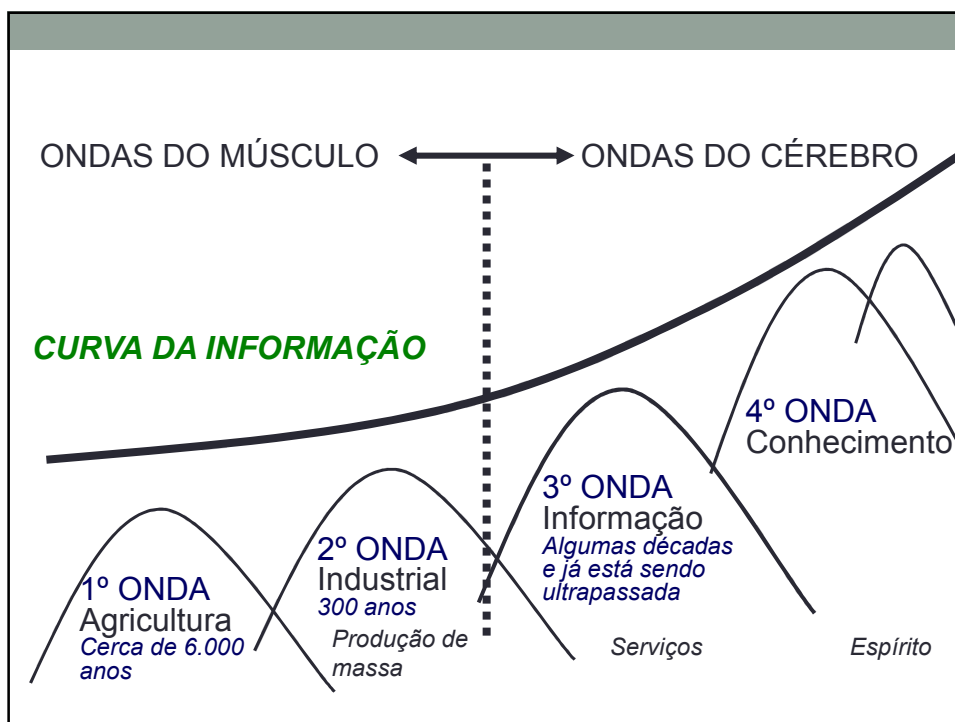 ONDAS DO MÚSCULO
ONDAS DO CÉREBRO
CURVA DA INFORMAÇÃO
1º ONDA
Agricultura
Cerca de 6.000
anos
2º ONDA
Industrial
300 anos
Produção de
massa
3º ONDA
Informação
Algumas décadas
e já está sendo
ultrapassada
Serviços
4º ONDA
Conhecimento
Espírito